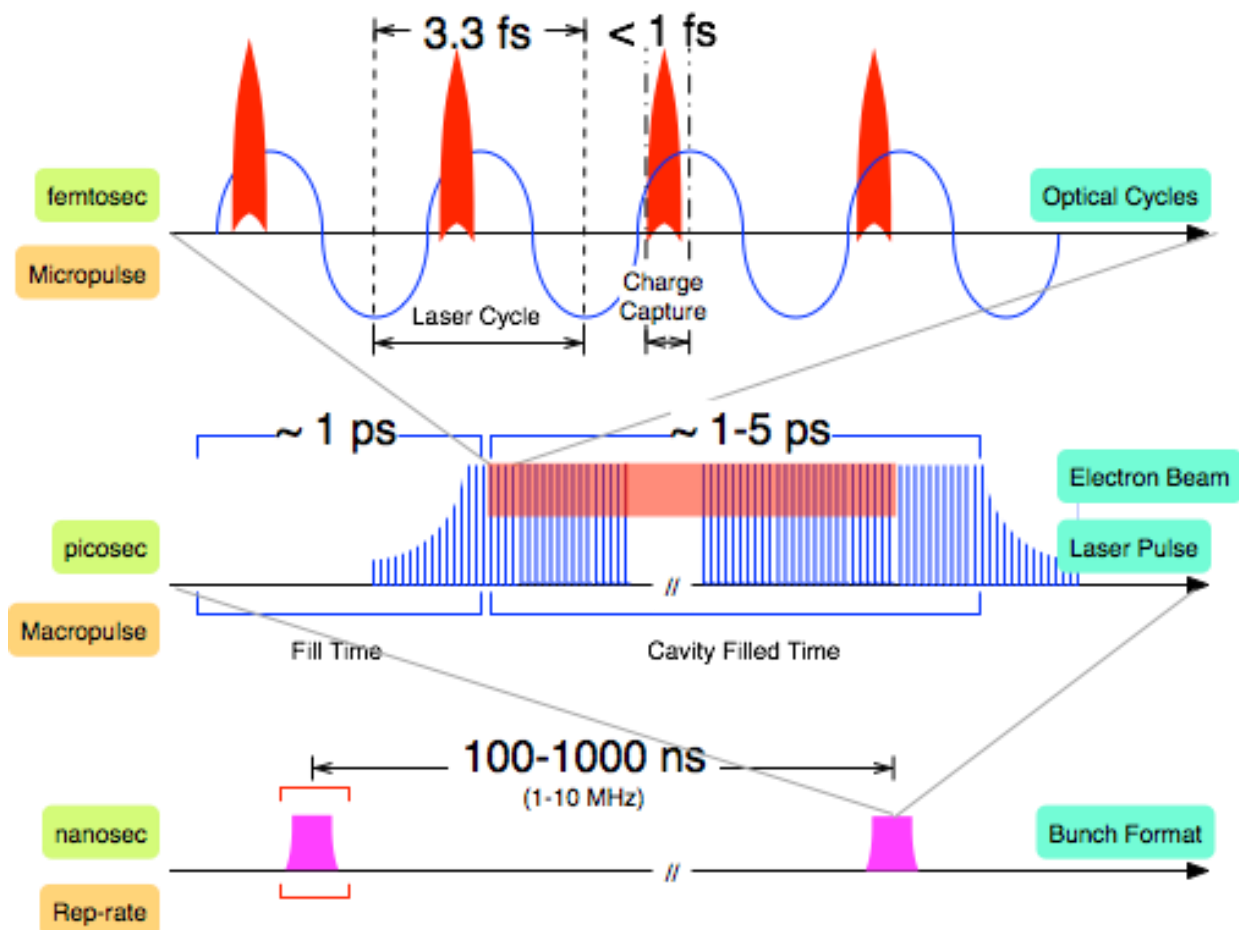 3.3 fs
< 1 fs
femtosec
Optical Cycles
Micropulse
Charge
Capture
Laser Cycle
~ 1 ps
~ 1-5 ps
Electron Beam
picosec
Laser Pulse
//
Macropulse
Fill Time
Cavity Filled Time
100-1000 ns
(1-10 MHz)
nanosec
Bunch Format
//
Rep-rate